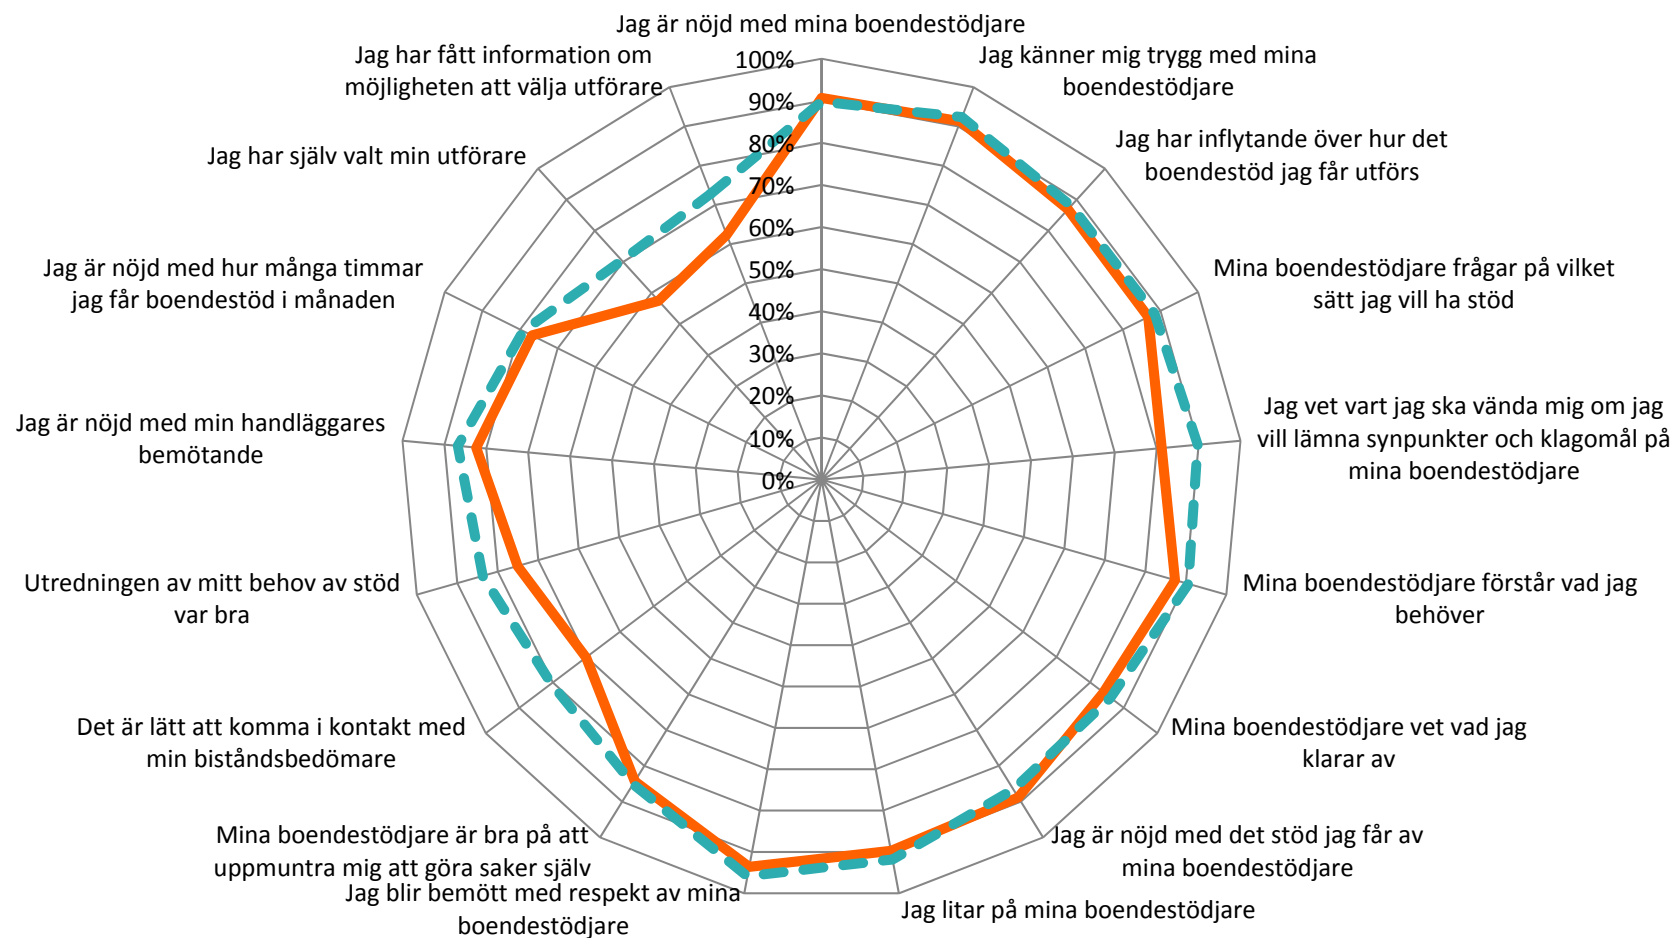 Jag är nöjd med mina boendestödjare
Jag känner mig trygg med mina
boendestödjare
Jag har inflytande över hur det
boendestöd jag får utförs
Mina boendestödjare frågar på vilket
sätt jag vill ha stöd
Jag vet vart jag ska vända mig om jag
vill lämna synpunkter och klagomål på
mina boendestödjare
Mina boendestödjare förstår vad jag
behöver
Mina boendestödjare vet vad jag
klarar av
Jag är nöjd med det stöd jag får av
mina boendestödjare
Jag litar på mina boendestödjare
Jag blir bemött med respekt av mina
boendestödjare
Mina boendestödjare är bra på att
uppmuntra mig att göra saker själv
Det är lätt att komma i kontakt med
min biståndsbedömare
Utredningen av mitt behov av stöd
var bra
Jag är nöjd med min handläggares
bemötande
Jag är nöjd med hur många timmar
jag får boendestöd i månaden
Jag har själv valt min utförare
Jag har fått information om
möjligheten att välja utförare
100%
90%
80%
70%
60%
50%
40%
30%
20%
10%
0%